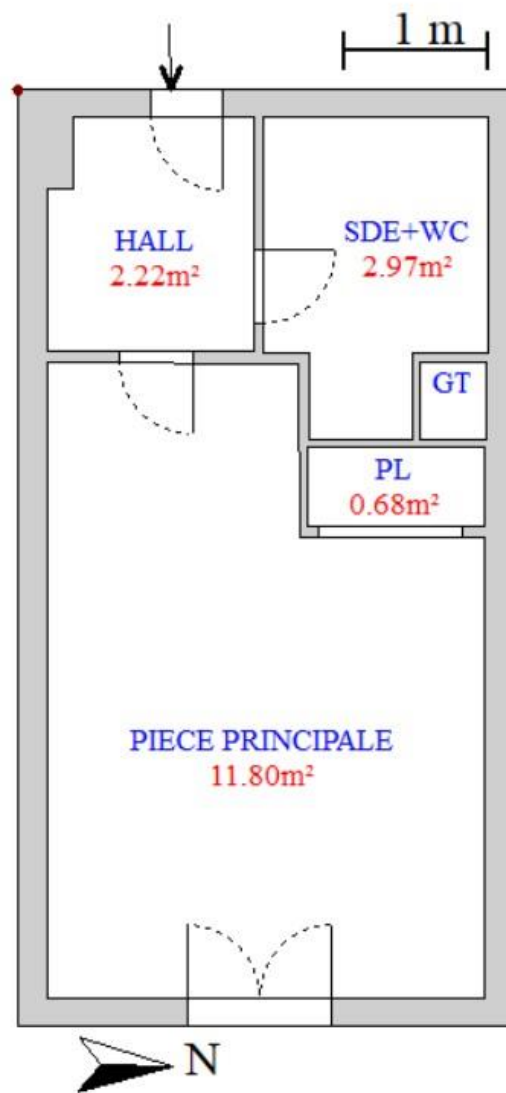 1 m
HALL
2.22m²
SDE+WC
2.97m²
GT
PL
0.68m²
PIECE PRINCIPALE
11.80m²
N